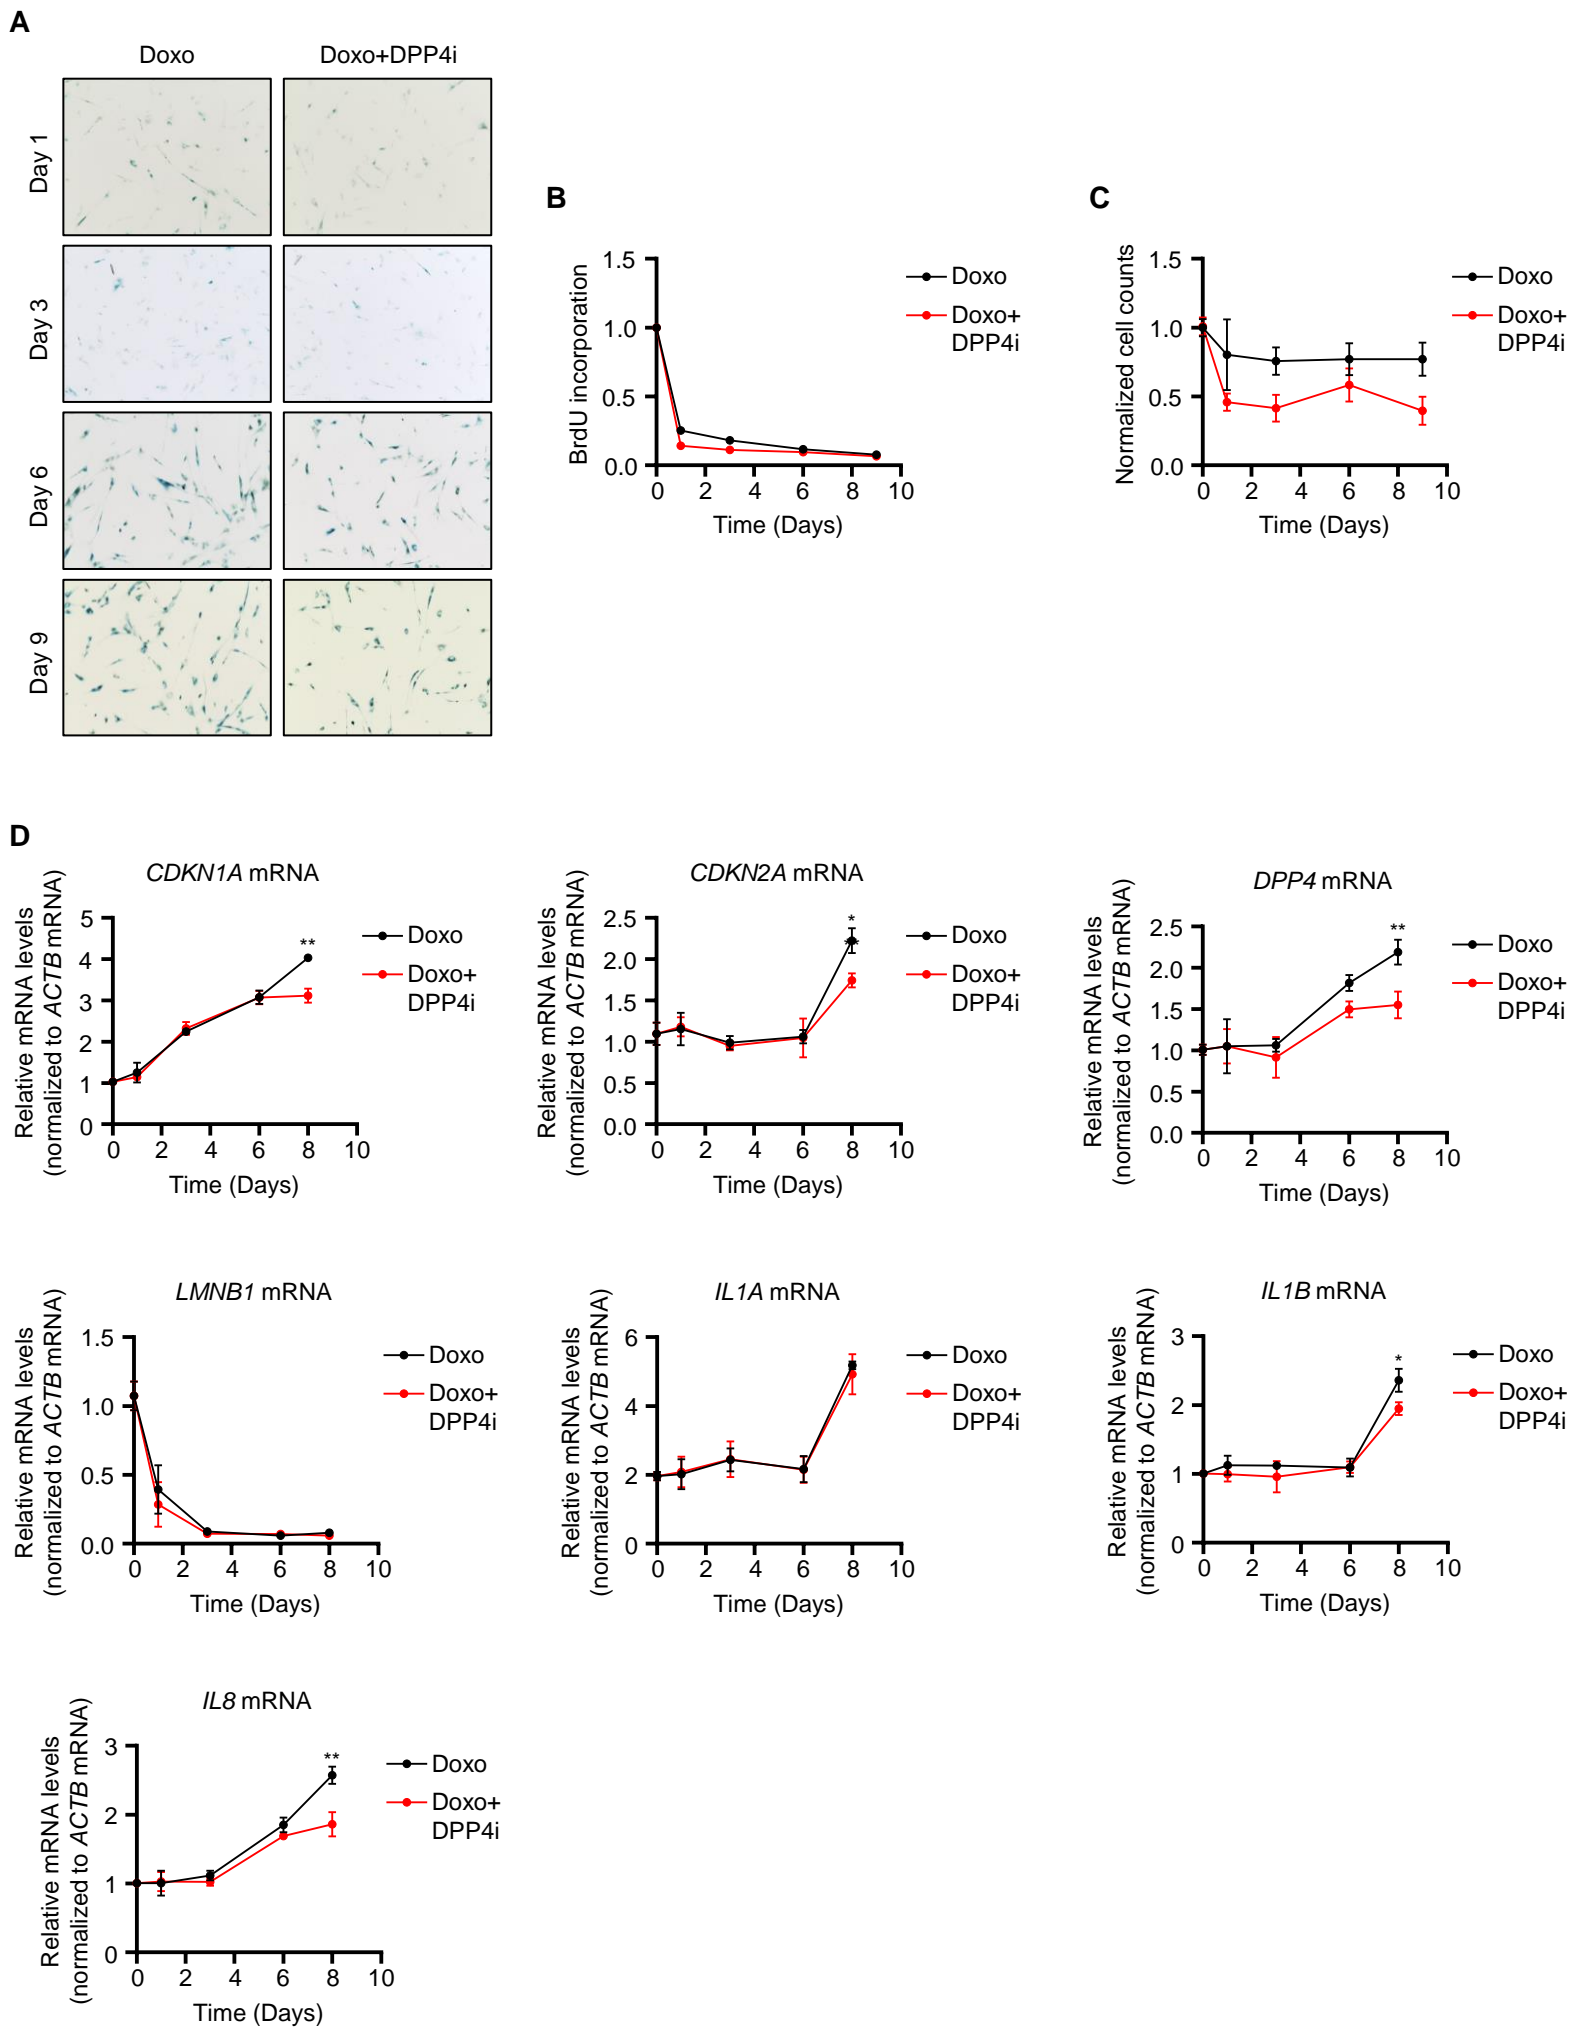 A
Doxo
Doxo+DPP4i
Day 1
Day 3
Day 6
Day 9
B
BrdU incorporation
1.5
1.0
0.5
0.0
0 2 4 6 8 10
Time (Days)
Doxo
Doxo+
DPP4i
C
Normalized cell counts
1.5
1.0
0.5
0.0
0 2 4 6 8 10
Time (Days)
Doxo
Doxo+
DPP4i
D
CDKN1A mRNA
Relative mRNA levels
(normalized to ACTB mRNA)
5
4
3
2
1
0
**
0 2 4 6 8 10
Time (Days)
Doxo
Doxo+
DPP4i
CDKN2A mRNA
Relative mRNA levels
(normalized to ACTB mRNA)
2.5
2.0
1.5
1.0
0.5
0.0
*
**
0 2 4 6 8 10
Time (Days)
Doxo
Doxo+
DPP4i
DPP4 mRNA
Relative mRNA levels
(normalized to ACTB mRNA)
2.5
2.0
1.5
1.0
0.5
0.0
**
0 2 4 6 8 10
Time (Days)
Doxo
Doxo+
DPP4i
LMNB1 mRNA
Relative mRNA levels
(normalized to ACTB mRNA)
1.5
1.0
0.5
0.0
0 2 4 6 8 10
Time (Days)
Doxo
Doxo+
DPP4i
IL1A mRNA
Relative mRNA levels
(normalized to ACTB mRNA)
6
4
2
0
0 2 4 6 8 10
Time (Days)
Doxo
Doxo+
DPP4i
IL1B mRNA
Relative mRNA levels
(normalized to ACTB mRNA)
3
2
1
0
*
0 2 4 6 8 10
Time (Days)
Doxo
Doxo+
DPP4i
IL8 mRNA
Relative mRNA levels
(normalized to ACTB mRNA)
3
2
1
0
**
0 2 4 6 8 10
Time (Days)
Doxo
Doxo+
DPP4i